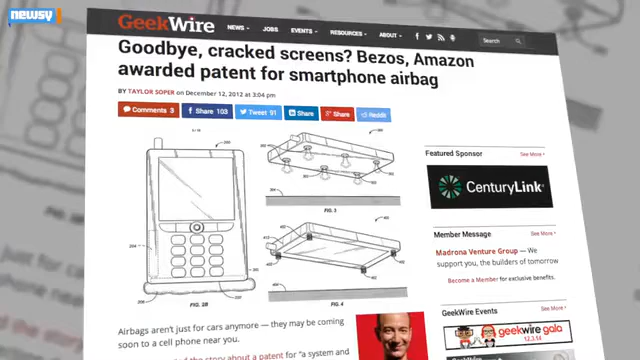 newsy
GeekWire
NEWS JOBS EVENTS RESOURCES ABOUT Search
Goodbye, cracked screens? Bezos, Amazon
awarded patent for smartphone airbag
BY TAYLOR SOPER on December 12, 2012 at 3:04 pm
Comments 3 Share 103 Tweet 91 Share Share Reddit
Featured Sponsor See More
CenturyLink
FIG. 3
Member Message See More
Madrona Venture Group — We
support you, the builders of tomorrow
Become a Member for exclusive benefits.
FIG. 2B
FIG. 4
GeekWire Events See More
geekwire gala
12.3.14
Airbags aren't just for cars anymore — they may be coming
soon to a cell phone near you.
the story about a patent for "a system and